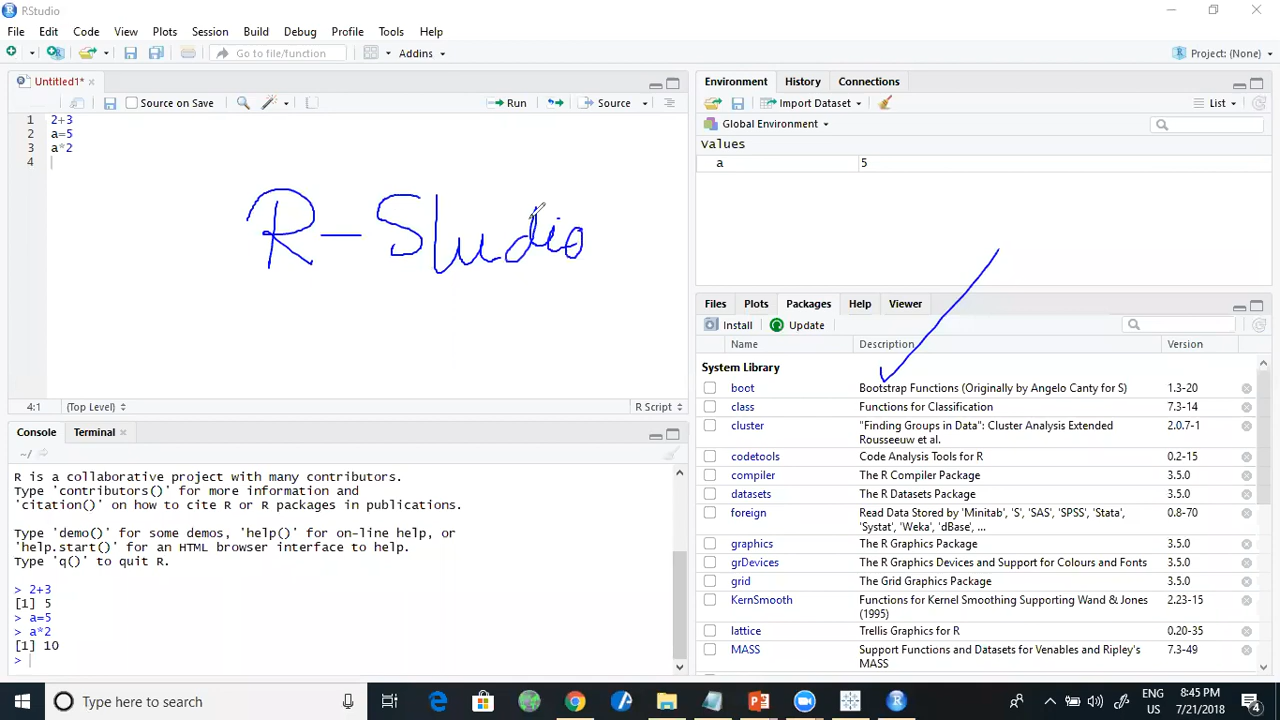 RStudio
File Edit Code View Plots Session Build Debug Profile Tools Help
Go to file/function Addins Project: (None)
Untitled1*
Source on Save Run Source
1 2+3
2 a=5
3 a*2
4
R-Studio
4:1 (Top Level) R Script
Console Terminal
~/
R is a collaborative project with many contributors.
Type 'contributors()' for more information and
'citation()' on how to cite R or R packages in publications.
Type 'demo()' for some demos, 'help()' for on-line help, or
'help.start()' for an HTML browser interface to help.
Type 'q()' to quit R.
> 2+3
[1] 5
> a=5
> a*2
[1] 10
>
Environment History Connections
Import Dataset List
Global Environment
Values
a 5
Files Plots Packages Help Viewer
Install Update
Name Description Version
System Library
boot Bootstrap Functions (Originally by Angelo Canty for S) 1.3-20
class Functions for Classification 7.3-14
cluster "Finding Groups in Data": Cluster Analysis Extended 2.0.7-1
Rousseeuw et al.
codetools Code Analysis Tools for R 0.2-15
compiler The R Compiler Package 3.5.0
datasets The R Datasets Package 3.5.0
foreign Read Data Stored by 'Minitab', 'S', 'SAS', 'SPSS', 'Stata', 0.8-70
'Systat', 'Weka', 'dBase', ...
graphics The R Graphics Package 3.5.0
grDevices The R Graphics Devices and Support for Colours and Fonts 3.5.0
grid The Grid Graphics Package 3.5.0
KernSmooth Functions for Kernel Smoothing Supporting Wand & Jones 2.23-15
(1995)
lattice Trellis Graphics for R 0.20-35
MASS Support Functions and Datasets for Venables and Ripley's 7.3-49
MASS
Type here to search
ENG 8:45 PM
US 7/21/2018
4